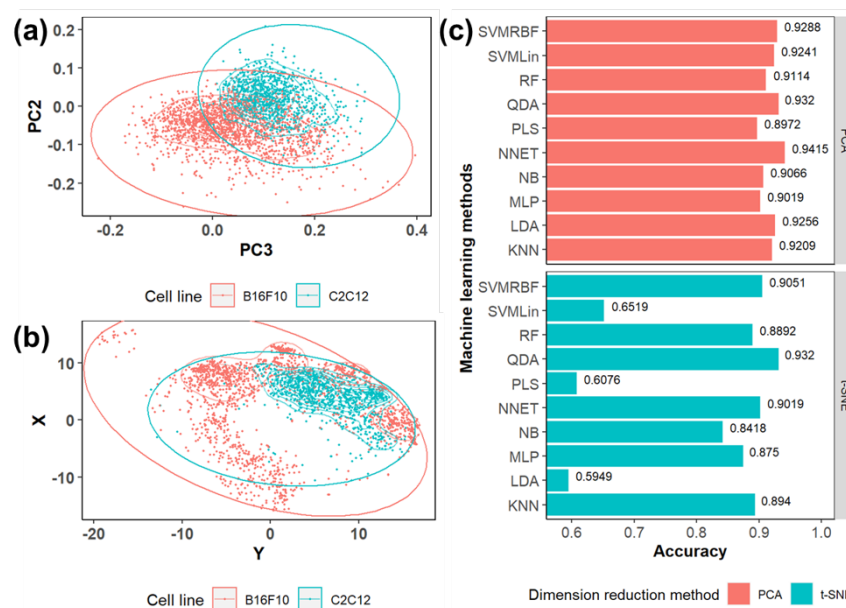 (a)
0.2
0.1
0.0
-0.1
-0.2
PC2
-0.2
0.0
0.2
0.4
PC3
Cell line B16F10 C2C12
(b)
10
0
-10
X
-20
-10
0
10
Y
Cell line B16F10 C2C12
(c)
Machine learning methods
SVMRBF 0.9288
SVMLin 0.9241
RF 0.9114
QDA 0.932
PLS 0.8972
NNET 0.9415
NB 0.9066
MLP 0.9019
LDA 0.9256
KNN 0.9209
PCA
SVMRBF 0.9051
SVMLin 0.6519
RF 0.8892
QDA 0.932
PLS 0.6076
NNET 0.9019
NB 0.8418
MLP 0.875
LDA 0.5949
KNN 0.894
t-SNE
0.6
0.7
0.8
0.9
1.0
Accuracy
Dimension reduction method PCA t-SN